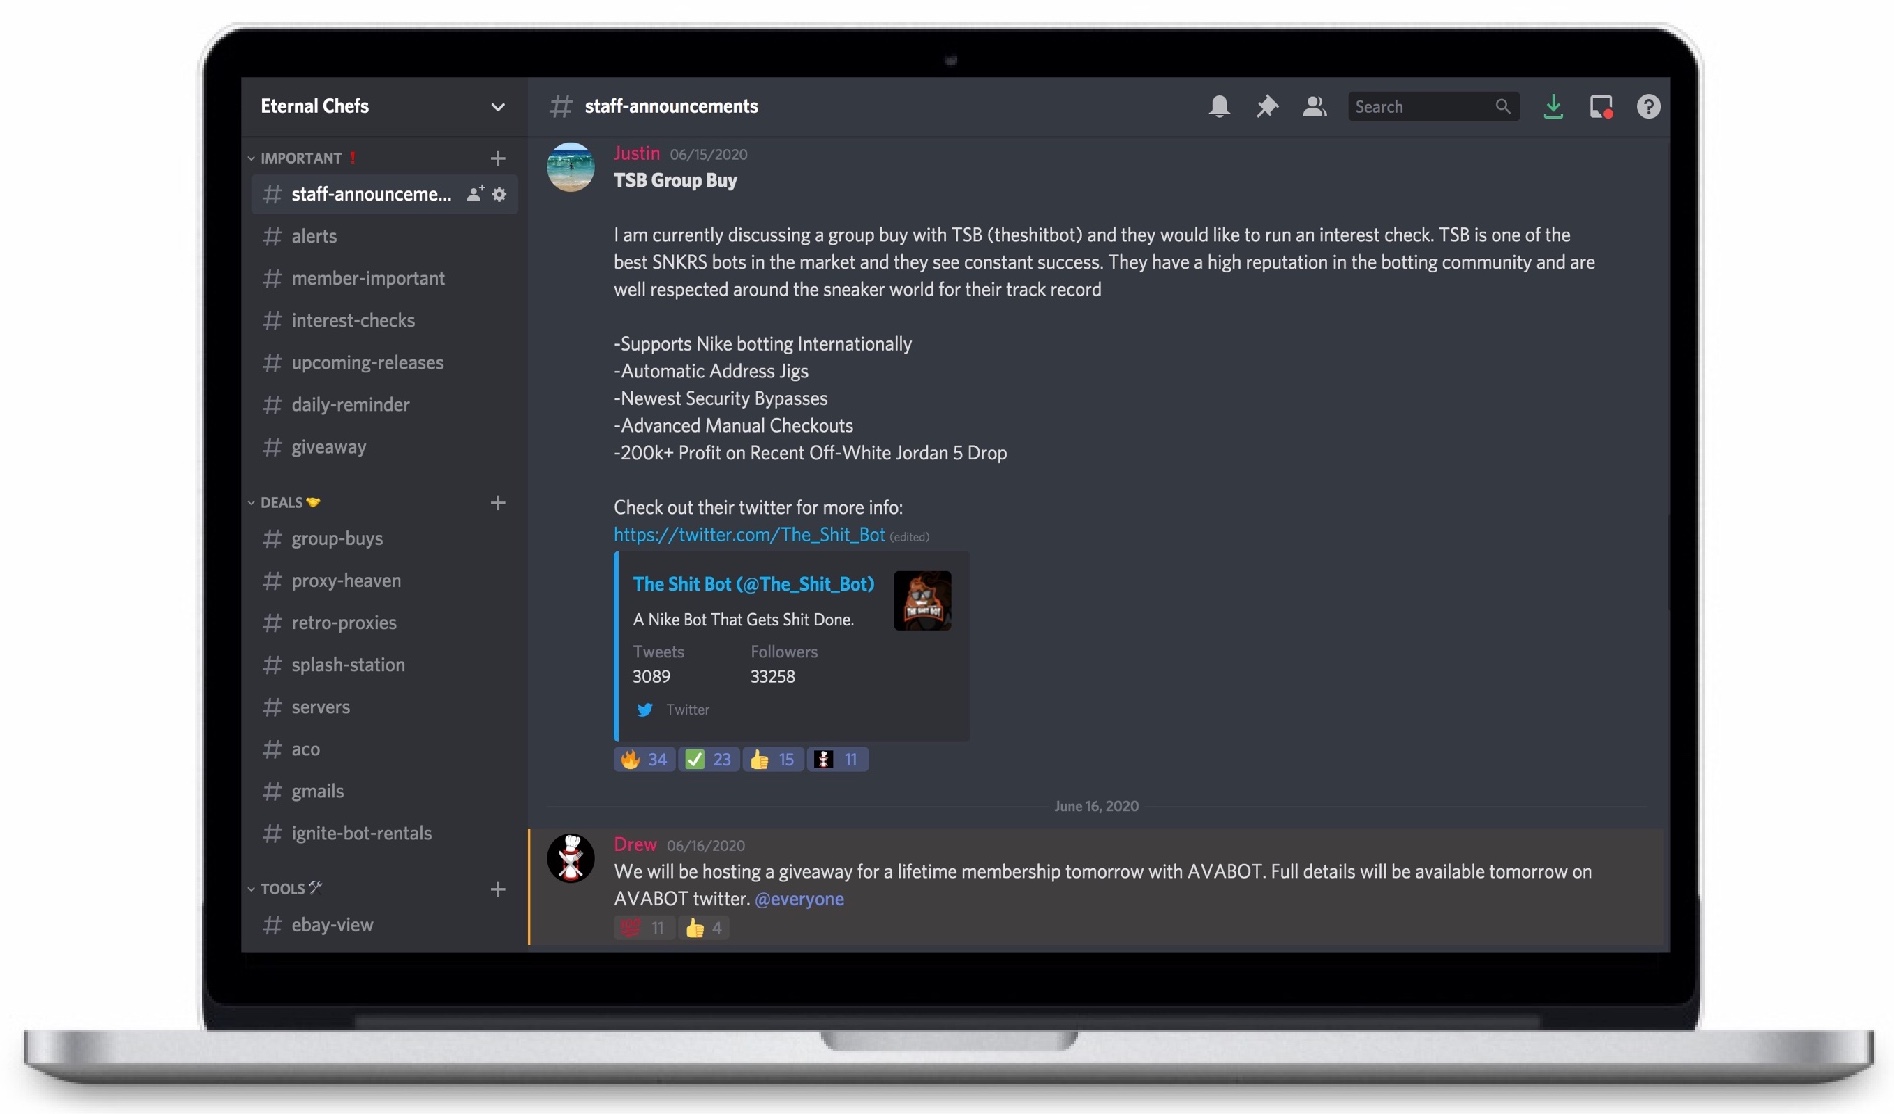 Eternal Chefs
IMPORTANT
staff-announceme...
alerts
member-important
interest-checks
upcoming-releases
daily-reminder
giveaway
DEALS
group-buys
proxy-heaven
retro-proxies
splash-station
servers
aco
gmails
ignite-bot-rentals
TOOLS
ebay-view
# staff-announcements
Search
Justin 06/15/2020
TSB Group Buy
I am currently discussing a group buy with TSB (theshitbot) and they would like to run an interest check. TSB is one of the
best SNKRS bots in the market and they see constant success. They have a high reputation in the botting community and are
well respected around the sneaker world for their track record
-Supports Nike botting Internationally
-Automatic Address Jigs
-Newest Security Bypasses
-Advanced Manual Checkouts
-200k+ Profit on Recent Off-White Jordan 5 Drop
Check out their twitter for more info:
https://twitter.com/The_Shit_Bot (edited)
The Shit Bot (@The_Shit_Bot)
THE SHIT BOT
A Nike Bot That Gets Shit Done.
Tweets Followers
3089 33258
Twitter
34 23 15 11
June 16, 2020
Drew 06/16/2020
We will be hosting a giveaway for a lifetime membership tomorrow with AVABOT. Full details will be available tomorrow on
AVABOT twitter. @everyone
11 4